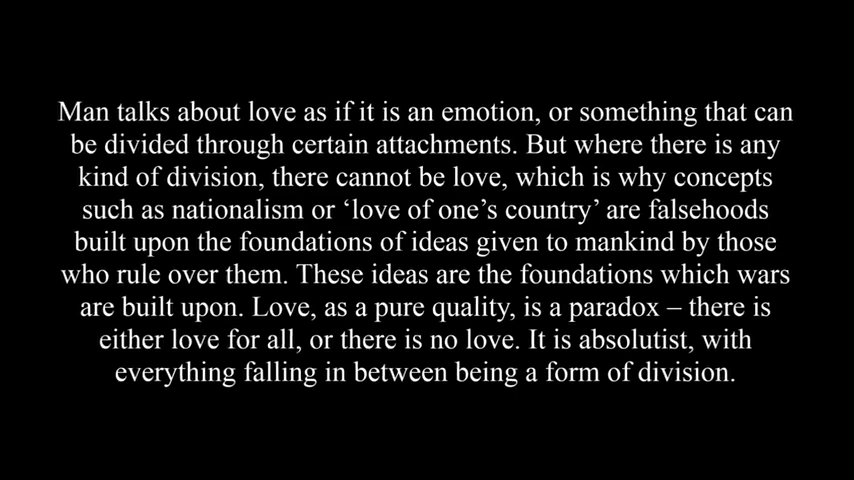 Man talks about love as if it is an emotion, or something that can
be divided through certain attachments. But where there is any
kind of division, there cannot be love, which is why concepts
such as nationalism or ‘love of one’s country’ are falsehoods
built upon the foundations of ideas given to mankind by those
who rule over them. These ideas are the foundations which wars
are built upon. Love, as a pure quality, is a paradox – there is
either love for all, or there is no love. It is absolutist, with
everything falling in between being a form of division.